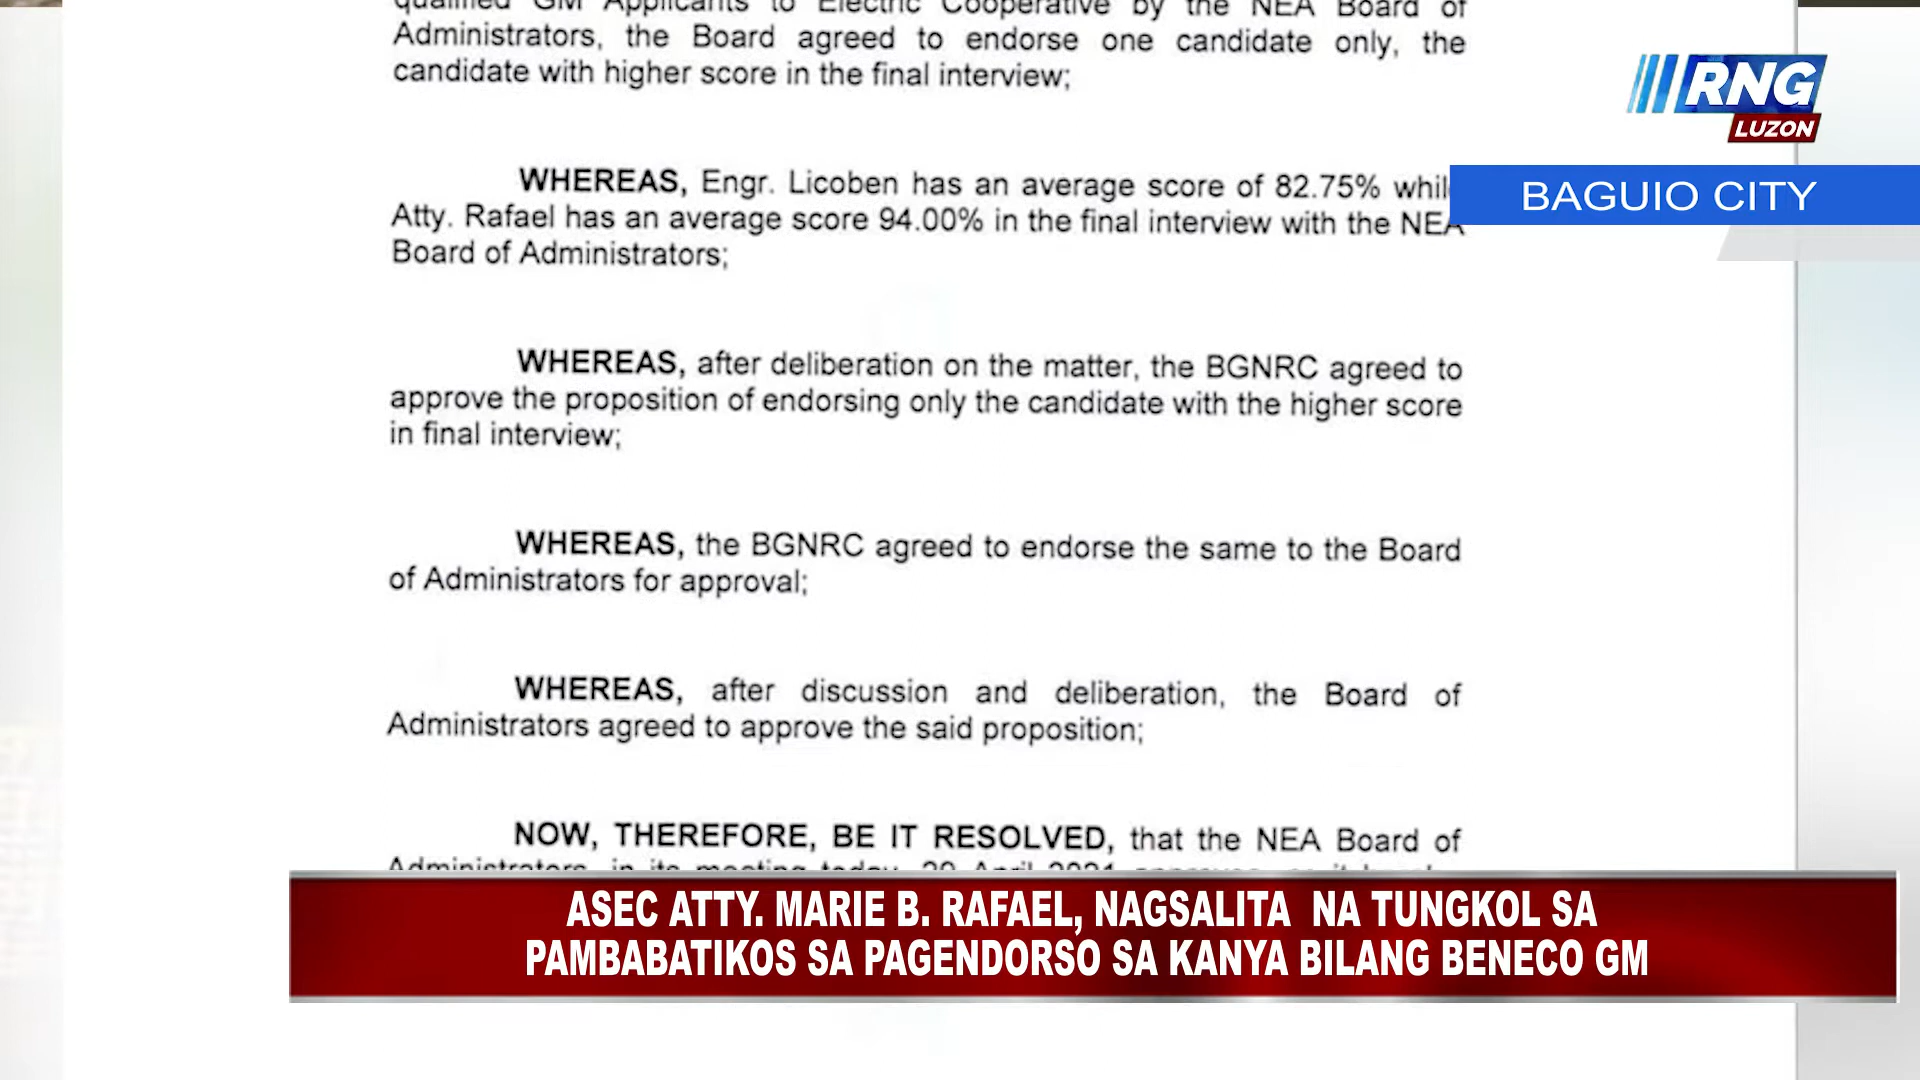 qualified GM Applicants to Electric Cooperative by the NEA Board of
Administrators, the Board agreed to endorse one candidate only, the
candidate with higher score in the final interview;
RNG
LUZON
BAGUIO CITY
WHEREAS, Engr. Licoben has an average score of 82.75% whil
Atty. Rafael has an average score 94.00% in the final interview with the NEA
Board of Administrators;
WHEREAS, after deliberation on the matter, the BGNRC agreed to
approve the proposition of endorsing only the candidate with the higher score
in final interview;
WHEREAS, the BGNRC agreed to endorse the same to the Board
of Administrators for approval;
WHEREAS, after discussion and deliberation, the Board of
Administrators agreed to approve the said proposition;
NOW, THEREFORE, BE IT RESOLVED, that the NEA Board of
Administrators, in its meeting today,
ASEC ATTY. MARIE B. RAFAEL, NAGSALITA NA TUNGKOL SA
PAMBABATIKOS SA PAGENDORSO SA KANYA BILANG BENECO GM